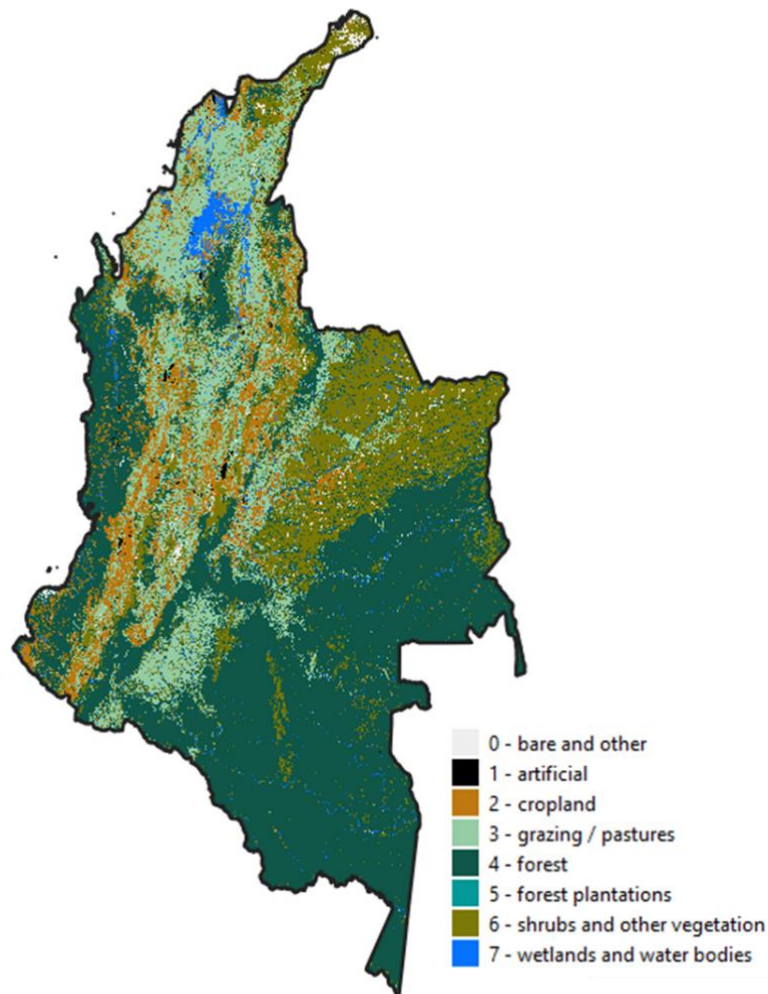 0 - bare and other
1 - artificial
2 - cropland
3 - grazing / pastures
4 - forest
5 - forest plantations
6 - shrubs and other vegetation
7 - wetlands and water bodies